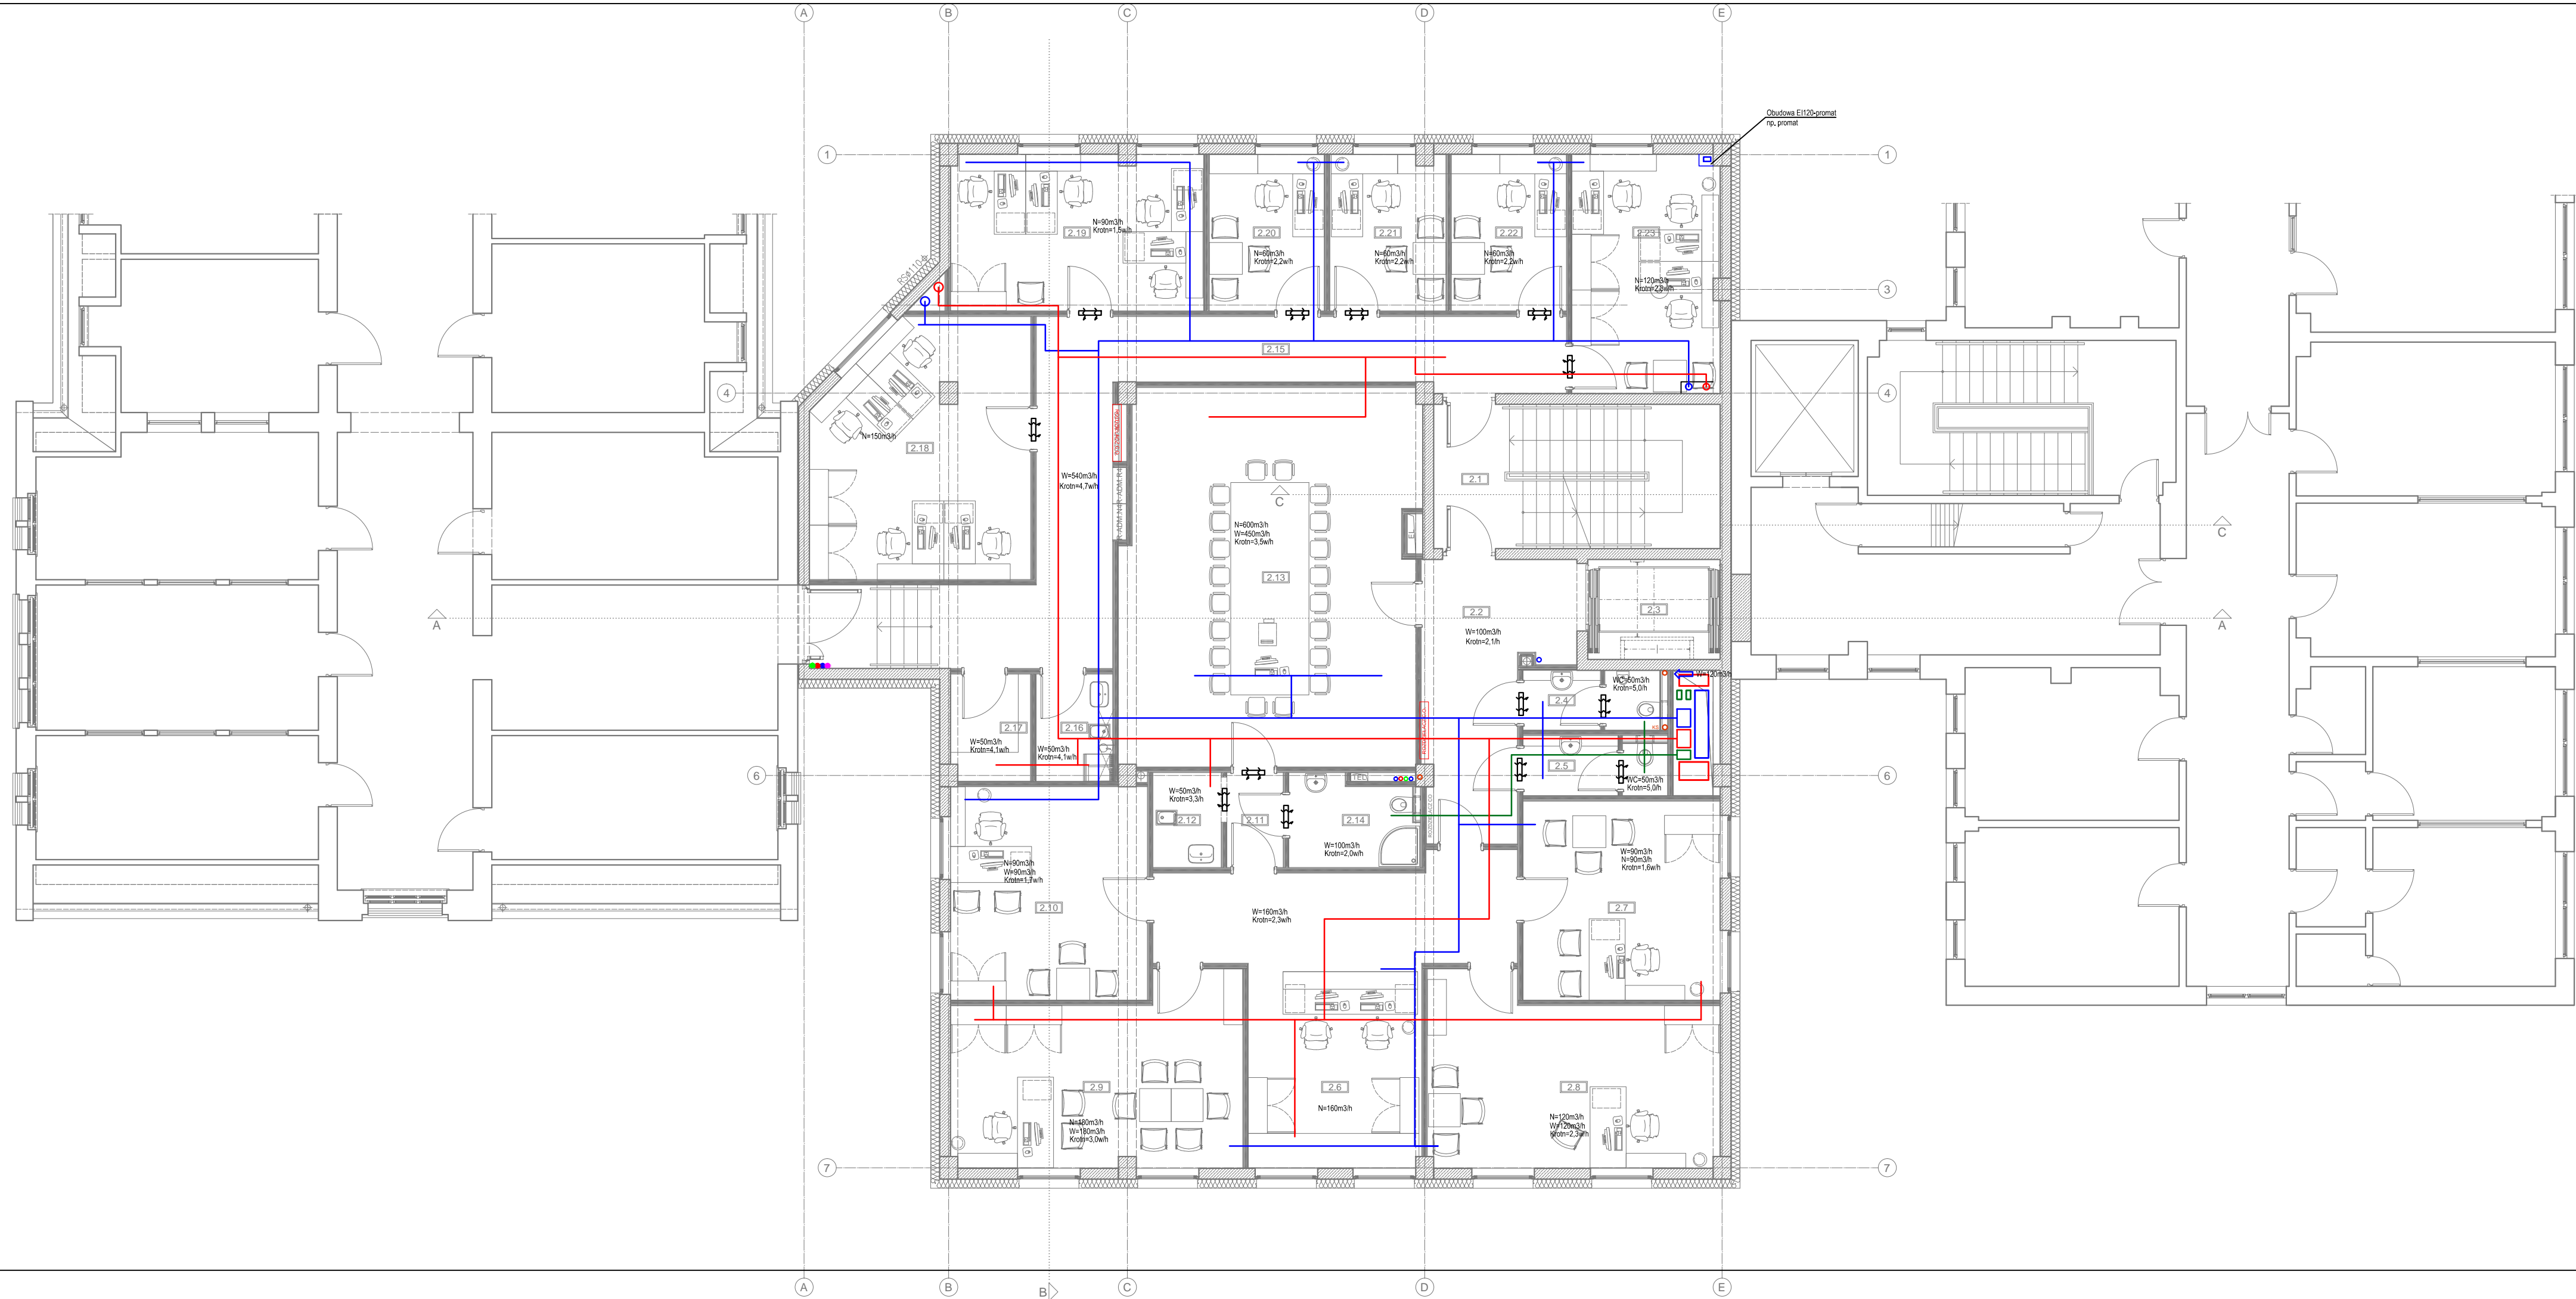 A
B
C
D
E
Obudowa EI120-promat
np. promat
1
1
N=90m3/h
Krotn=1,5w/h
2.19
2.20
N=60m3/h
Krotn=2,2w/h
2.21
N=60m3/h
Krotn=2,2w/h
2.22
N=60m3/h
Krotn=2,2w/h
2.23
N=120m3/h
3
2.15
4
4
N=150m3/h
2.18
W=540m3/h
Krotn=4,7w/h
2.1
C
N=600m3/h
W=450m3/h
Krotn=3,5w/h
EL
C
2.13
2.2
2.3
A
A
W=100m3/h
Krotn=2,1/h
W=120m3/h
WC=50m3/h
Krotn=5,0/h
2.4
2.17
2.16
W=50m3/h
Krotn=4,1w/h
W=50m3/h
Krotn=4,1w/h
2.5
6
6
TEL
WC=50m3/h
Krotn=5,0/h
W=50m3/h
Krotn=3,3/h
2.12
2.11
2.14
W=100m3/h
Krotn=2,0w/h
N=90m3/h
W=90m3/h
Krotn=1,7w/h
2.10
W=90m3/h
N=90m3/h
Krotn=1,6w/h
2.7
W=160m3/h
Krotn=2,3w/h
2.9
2.6
2.8
N=180m3/h
W=180m3/h
Krotn=3,0w/h
N=160m3/h
N=120m3/h
W=120m3/h
Krotn=2,3w/h
7
7
A
B
B
C
D
E